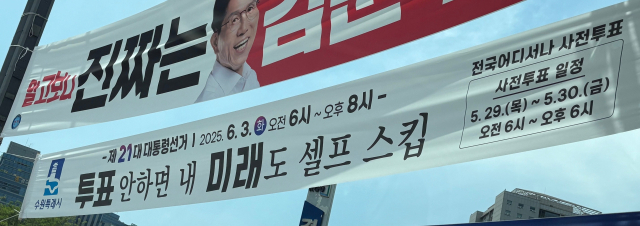 알고보니 진짜는
- 제 21대 대통령선거 | 2025. 6. 3. 화 오전 6시 ~ 오후 8시 -
투표 안하면 내 미래도 셀프 스킵
수원특례시
전국어디서나 사전투표
사전투표 일정
5. 29.(목) ~ 5. 30.(금)
오전 6시 ~ 오후 6시